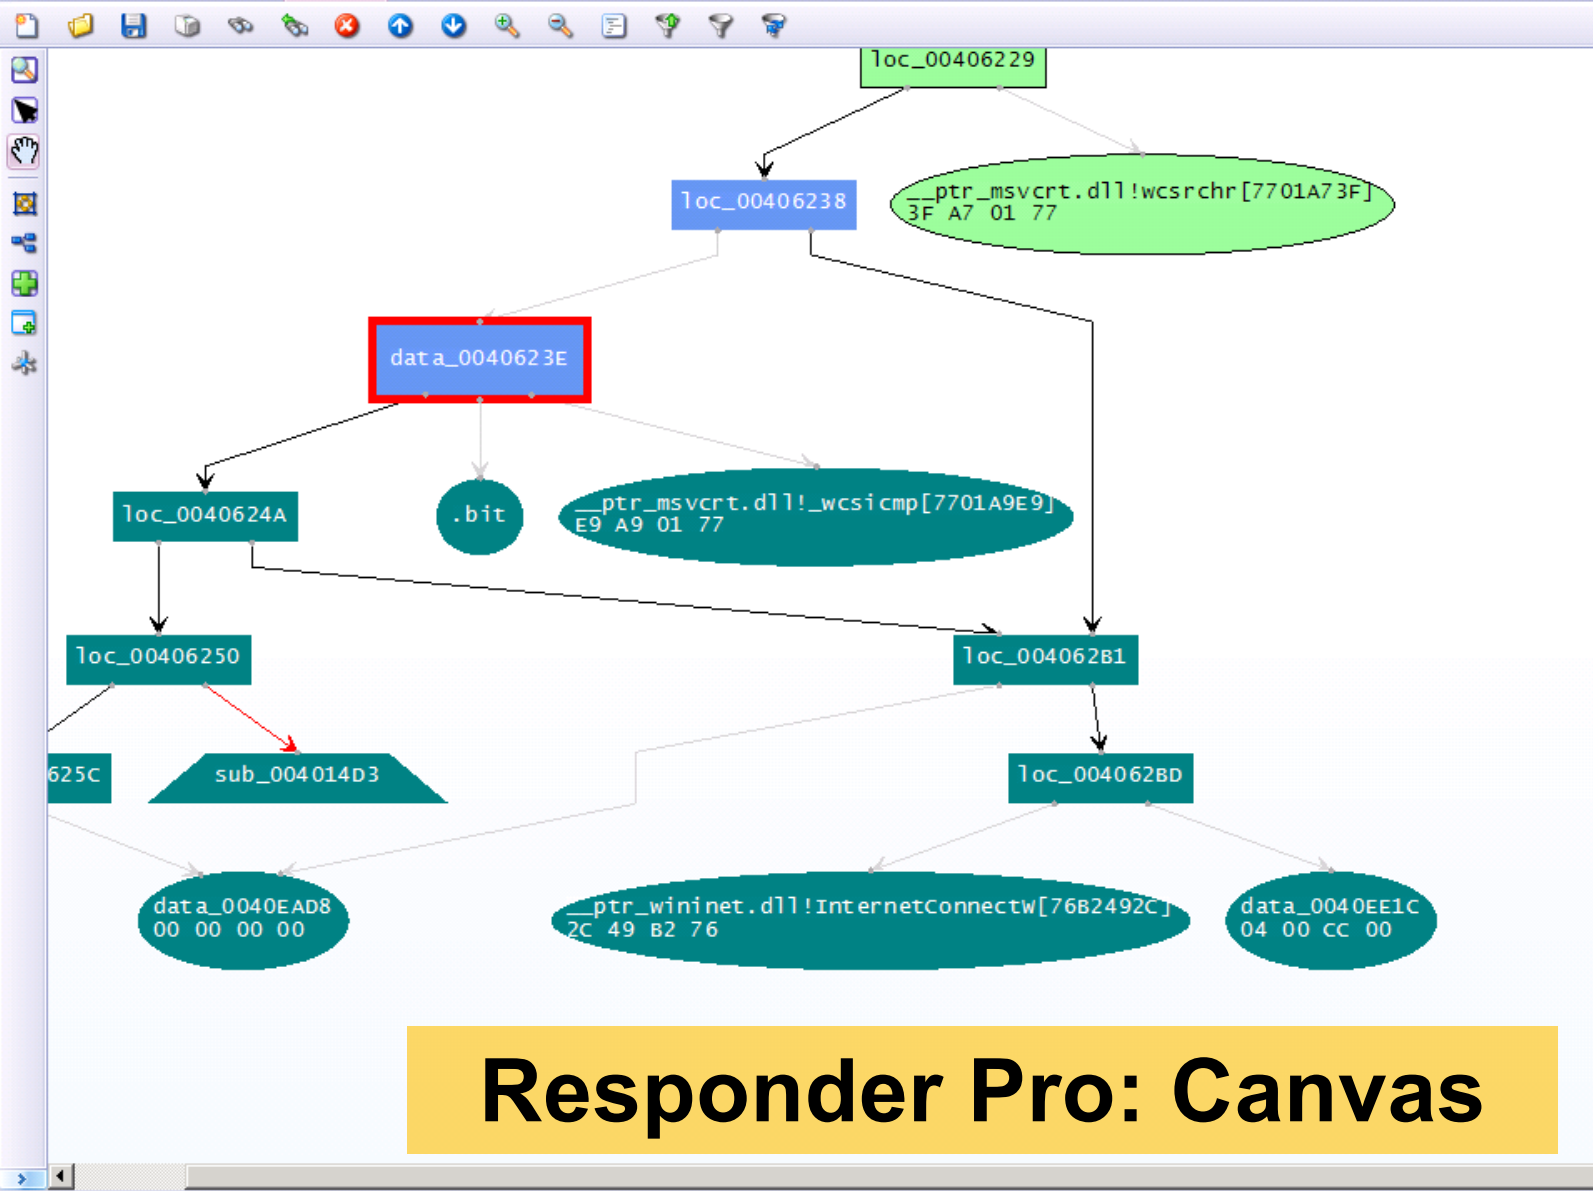 loc_00406229
loc_00406238
__ptr_msvcrt.dll!wcsrchr[7701A73F]
3F A7 01 77
data_0040623E
loc_0040624A
.bit
__ptr_msvcrt.dll!_wcsicmp[7701A9E9]
E9 A9 01 77
loc_00406250
loc_004062B1
625C
sub_004014D3
loc_004062BD
data_0040EAD8
00 00 00 00
__ptr_wininet.dll!InternetConnectW[76B2492C]
2C 49 B2 76
data_0040EE1C
04 00 CC 00
Responder Pro: Canvas